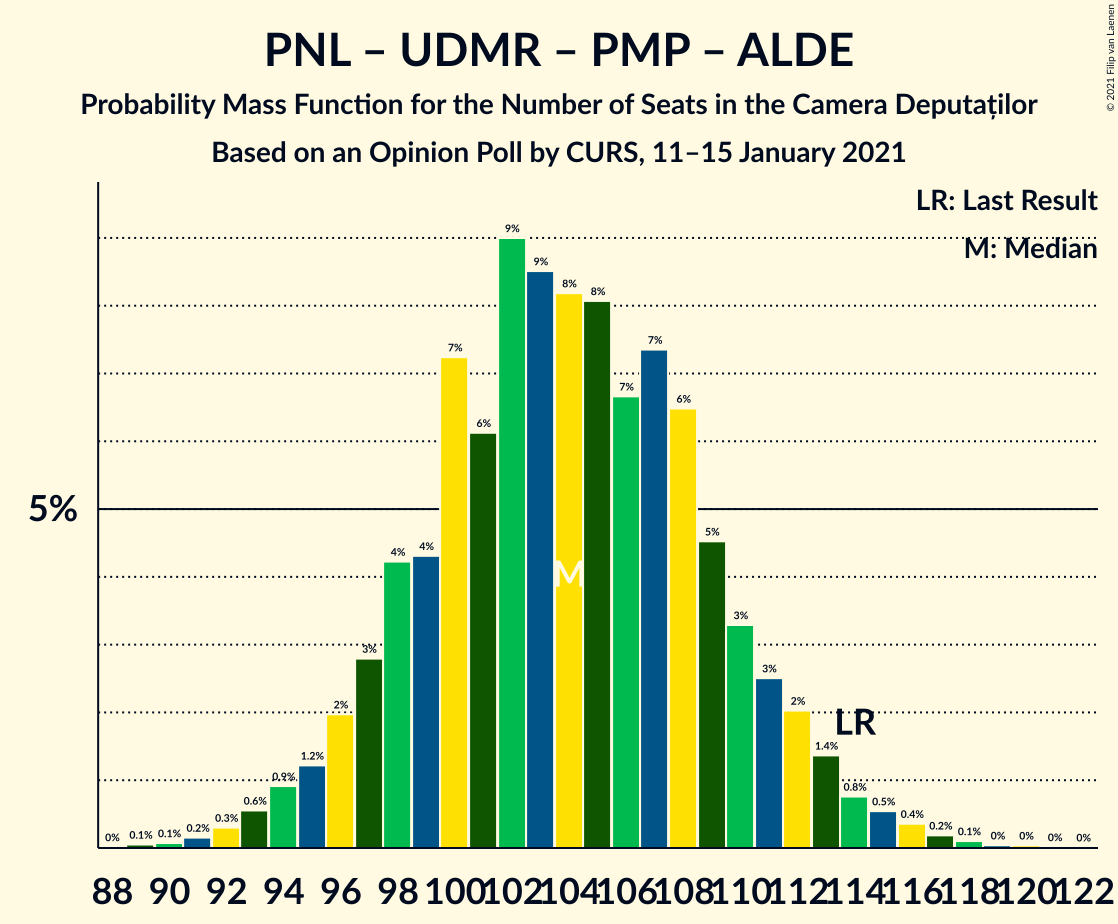 PNL – UDMR – PMP – ALDE
Probability Mass Function for the Number of Seats in the Camera Deputaților
Based on an Opinion Poll by CURS, 11–15 January 2021
© 2021 Filip van Laenen
LR: Last Result
M: Median
5%
0% 0.1% 0.1% 0.2% 0.3% 0.6% 0.9% 1.2% 2% 3% 4% 4% 7% 6% 9% 9% 8% 8% 7% 7% 6% 5% 3% 3% 2% 1.4% 0.8% 0.5% 0.4% 0.2% 0.1% 0% 0% 0% 0%
M
LR
88 90 92 94 96 98 100 102 104 106 108 110 112 114 116 118 120 122